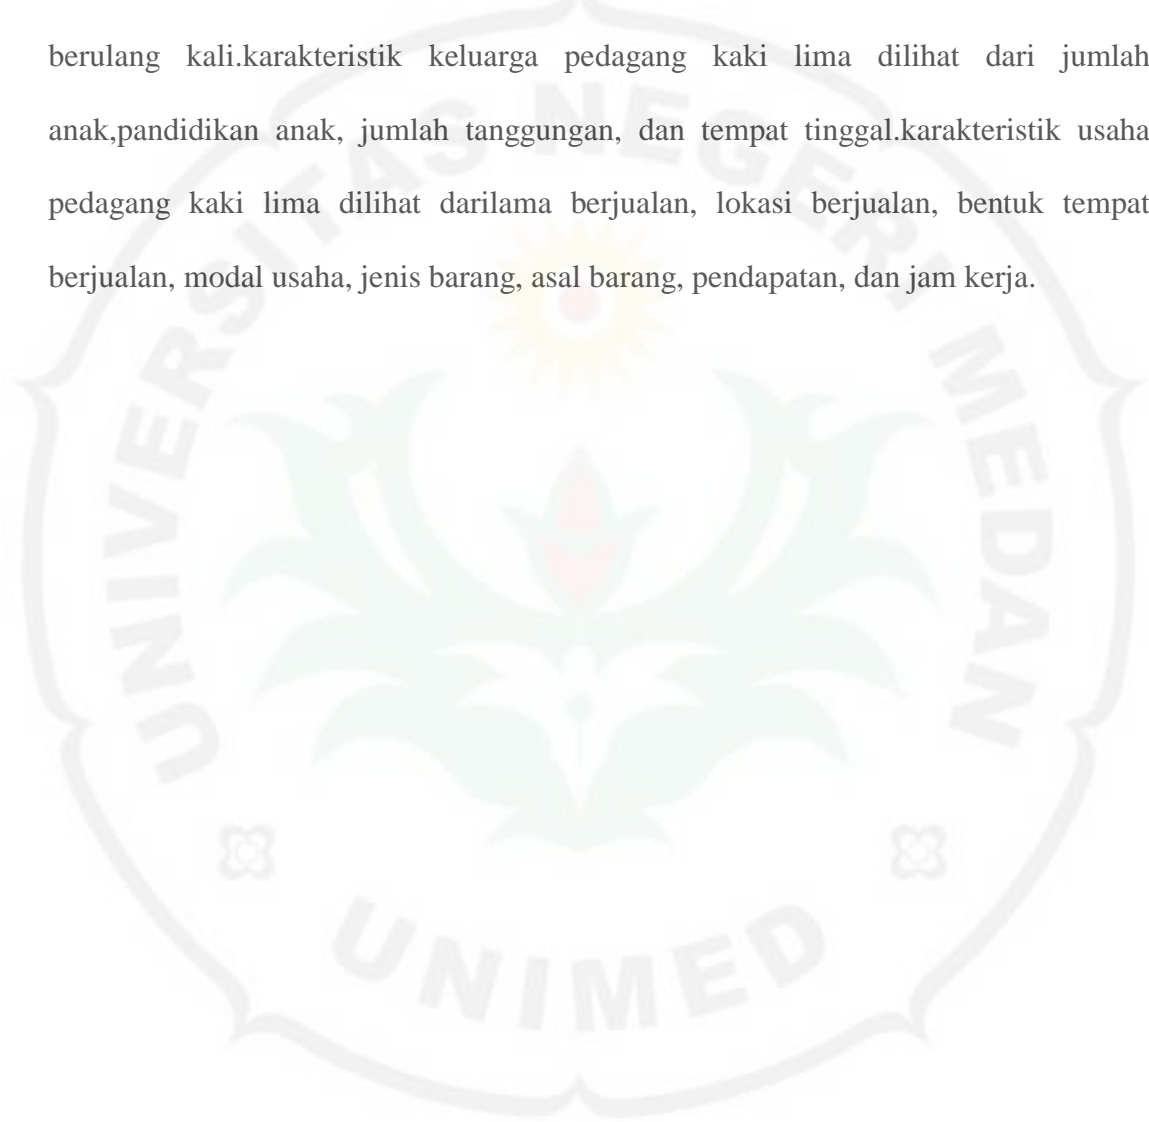 berulang kali.karakteristik keluarga pedagang kaki lima dilihat dari jumlah
anak,pandidikan anak, jumlah tanggungan, dan tempat tinggal.karakteristik usaha
pedagang kaki lima dilihat darilama berjualan, lokasi berjualan, bentuk tempat
berjualan, modal usaha, jenis barang, asal barang, pendapatan, dan jam kerja.
UNIVERSITAS NEGERI MEDAN
UNIMED